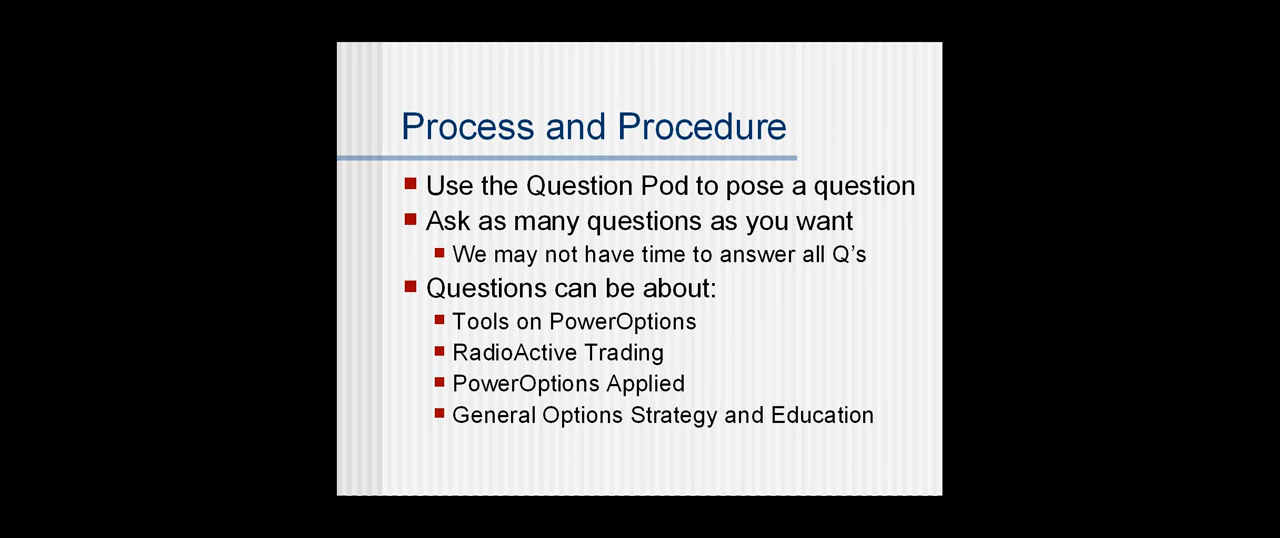 Process and Procedure
Use the Question Pod to pose a question
Ask as many questions as you want
We may not have time to answer all Q’s
Questions can be about:
Tools on PowerOptions
RadioActive Trading
PowerOptions Applied
General Options Strategy and Education